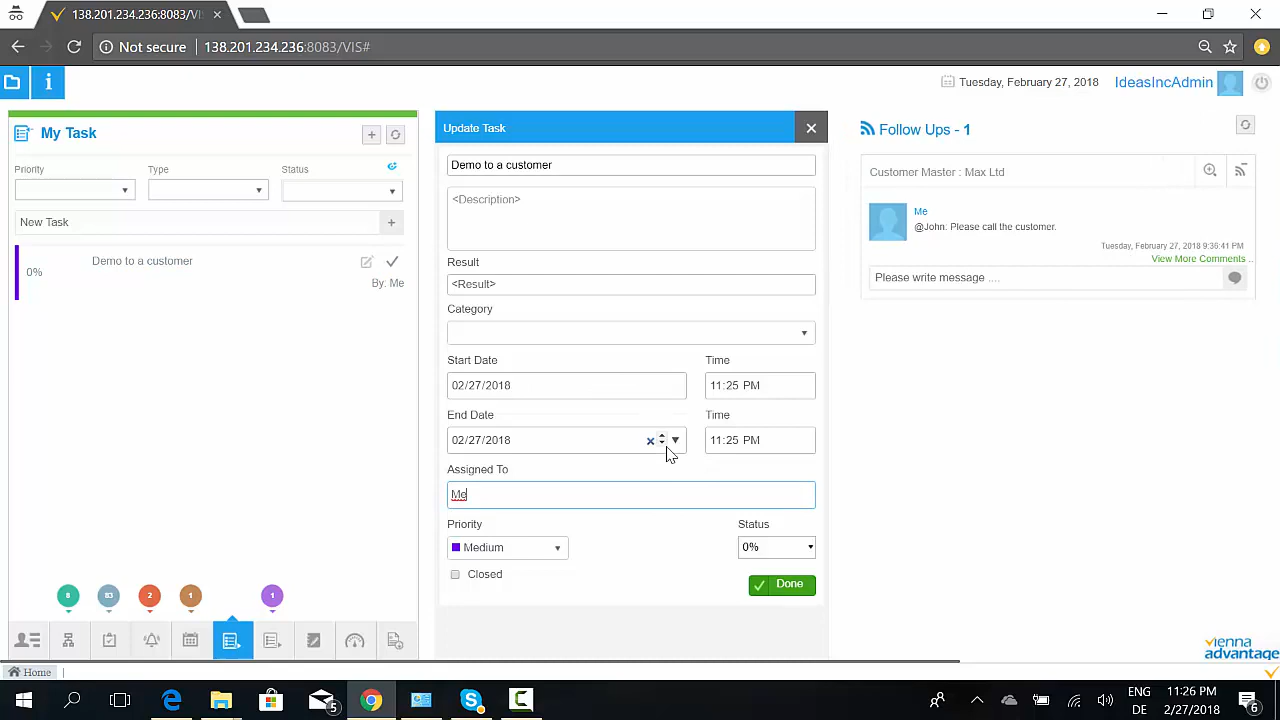 138.201.234.236:8083/VI
Not secure 138.201.234.236:8083/VIS#
i Tuesday, February 27, 2018 IdeasIncAdmin
My Task
Priority Type Status
New Task
0% Demo to a customer
By: Me
8 83 2 1 1
Update Task
Demo to a customer
<Description>
Result
<Result>
Category
Start Date Time
02/27/2018 11:25 PM
End Date Time
02/27/2018 11:25 PM
Assigned To
Me
Priority Status
Medium 0%
Closed
Done
Follow Ups - 1
Customer Master : Max Ltd
Me
@John: Please call the customer.
Tuesday, February 27, 2018 9:36:41 PM
View More Comments ..
Please write message ....
vienna
advantage
Home
5
ENG 11:26 PM
DE 2/27/2018
6